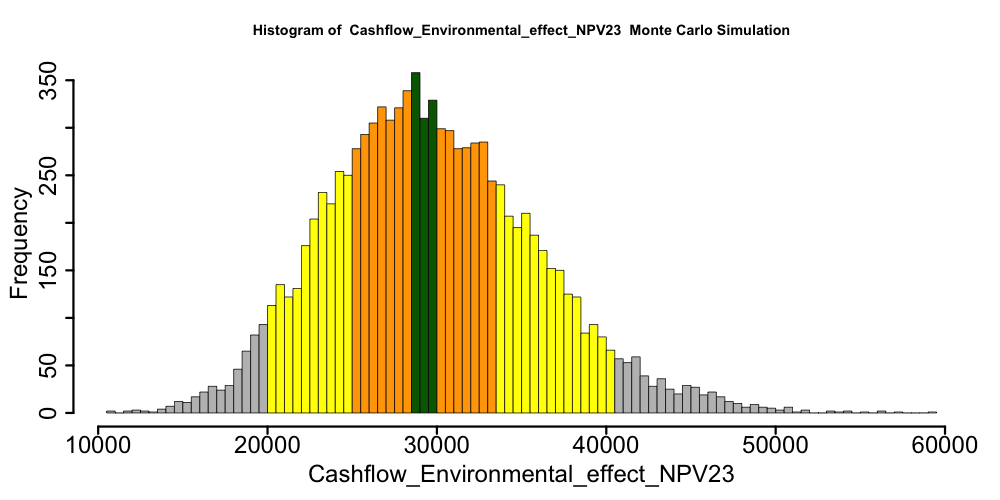 Histogram of  Cashflow_Environmental_effect_NPV23  Monte Carlo Simulation
Frequency
350
250
150
50
0
10000 20000 30000 40000 50000 60000
Cashflow_Environmental_effect_NPV23